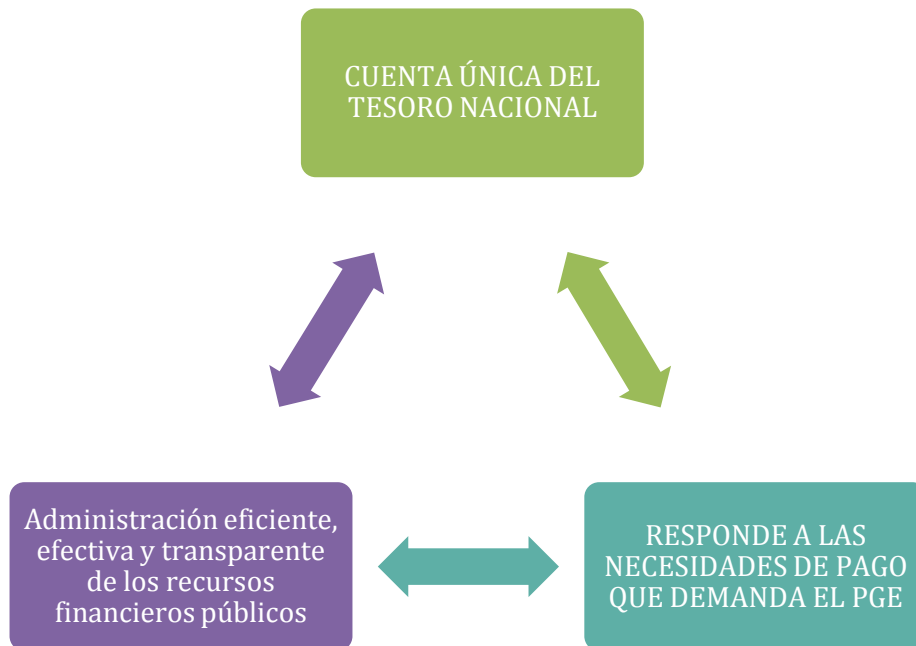 CUENTA ÚNICA DEL
TESORO NACIONAL
Administración eficiente,
efectiva y transparente
de los recursos
financieros públicos
RESPONDE A LAS
NECESIDADES DE PAGO
QUE DEMANDA EL PGE